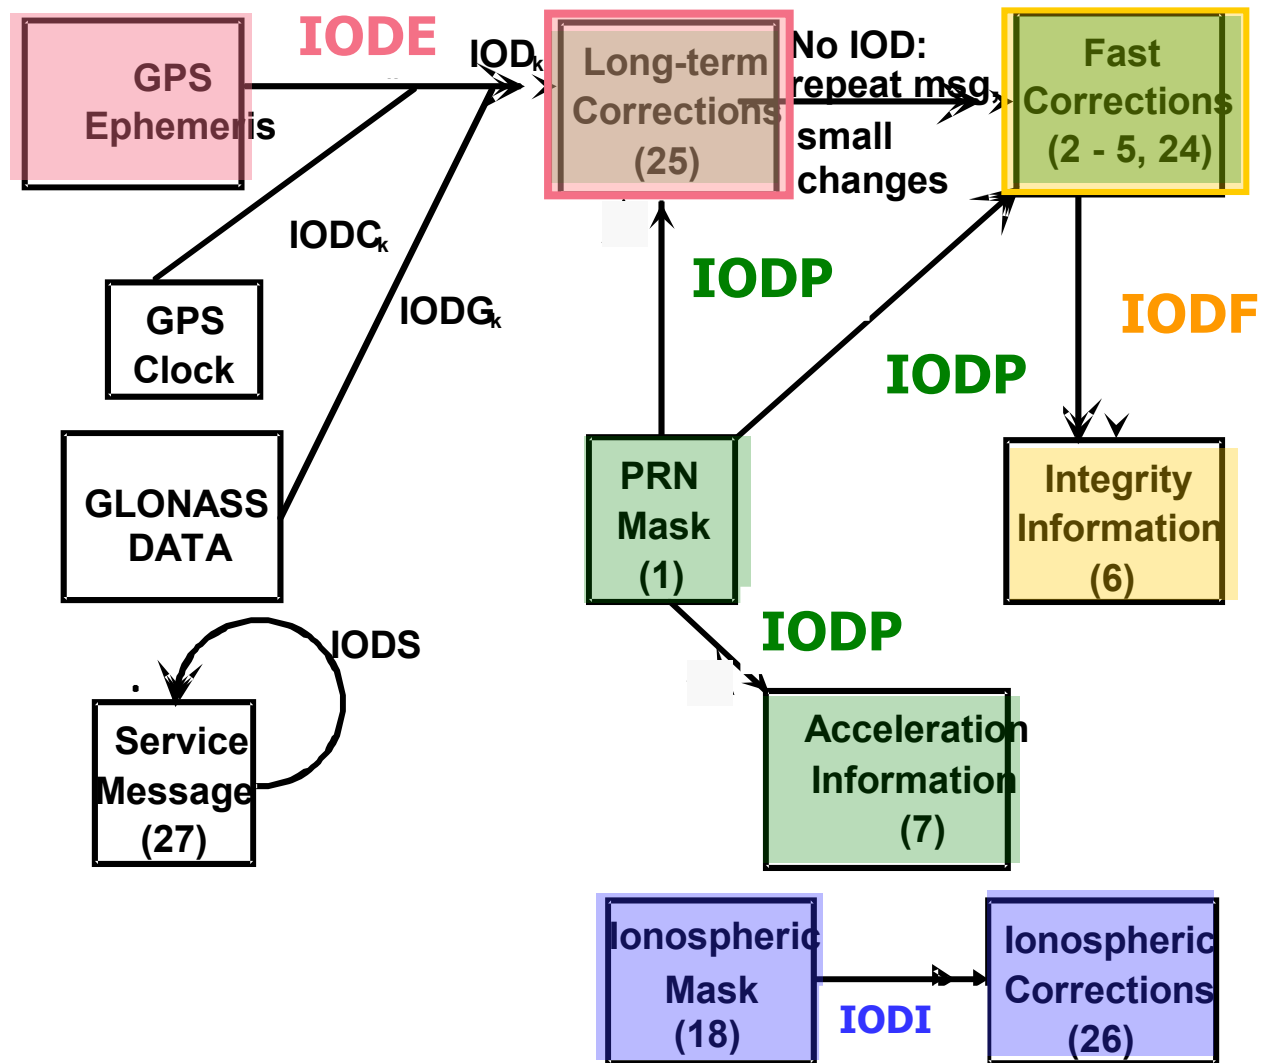 GPS
Ephemeris
IODE
IODk
Long-term
Corrections
(25)
No IOD:
repeat msg,
small
changes
Fast
Corrections
(2 - 5, 24)
IODCk
IODGk
GPS
Clock
GLONASS
DATA
IODP
IODP
IODF
PRN
Mask
(1)
Integrity
Information
(6)
IODP
IODS
Service
Message
(27)
Acceleration
Information
(7)
Ionospheric
Mask
(18)
IODI
Ionospheric
Corrections
(26)